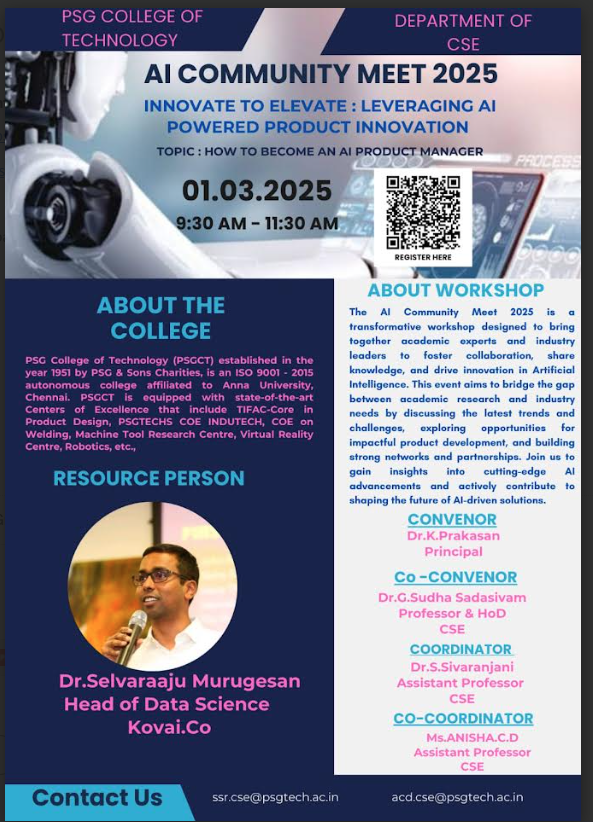 PSG COLLEGE OF
TECHNOLOGY
DEPARTMENT OF
CSE
AI COMMUNITY MEET 2025
INNOVATE TO ELEVATE : LEVERAGING AI
POWERED PRODUCT INNOVATION
TOPIC : HOW TO BECOME AN AI PRODUCT MANAGER
PROCESS
01.03.2025
9:30 AM - 11:30 AM
REGISTER HERE
ABOUT THE
COLLEGE
PSG College of Technology (PSGCT) established in the
year 1951 by PSG & Sons Charities, is an ISO 9001 - 2015
autonomous college affiliated to Anna University,
Chennai. PSGCT is equipped with state-of-the-art
Centers of Excellence that include TIFAC-Core in
Product Design, PSGTECHS COE INDUTECH, COE on
Welding, Machine Tool Research Centre, Virtual Reality
Centre, Robotics, etc.,
RESOURCE PERSON
Dr.Selvaraaju Murugesan
Head of Data Science
Kovai.Co
ABOUT WORKSHOP
The AI Community Meet 2025 is a
transformative workshop designed to bring
together academic experts and industry
leaders to foster collaboration, share
knowledge, and drive innovation in Artificial
Intelligence. This event aims to bridge the gap
between academic research and industry
needs by discussing the latest trends and
challenges, exploring opportunities for
impactful product development, and building
strong networks and partnerships. Join us to
gain insights into cutting-edge AI
advancements and actively contribute to
shaping the future of AI-driven solutions.
CONVENOR
Dr.K.Prakasan
Principal
Co -CONVENOR
Dr.G.Sudha Sadasivam
Professor & HoD
CSE
COORDINATOR
Dr.S.Sivaranjani
Assistant Professor
CSE
CO-COORDINATOR
Ms.ANISHA.C.D
Assistant Professor
CSE
Contact Us
ssr.cse@psgtech.ac.in
acd.cse@psgtech.ac.in